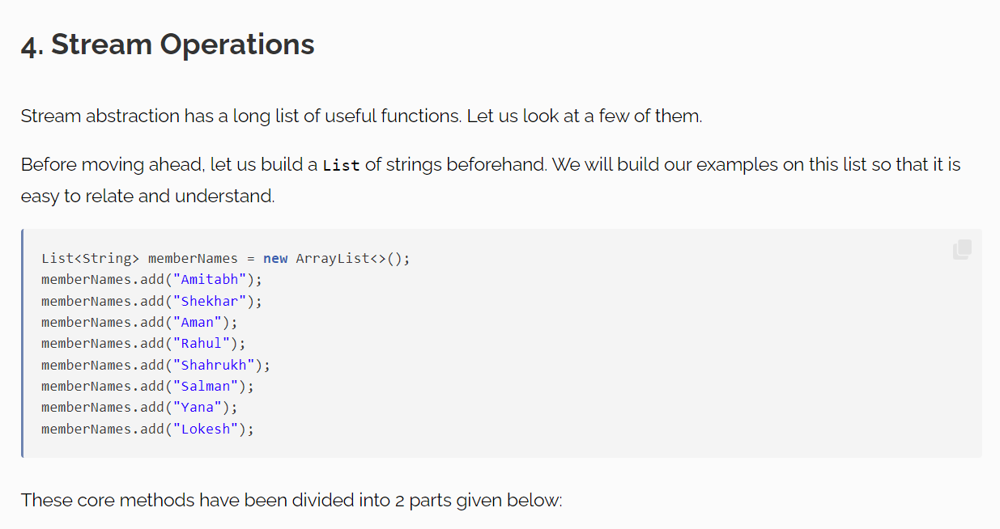 4. Stream Operations
Stream abstraction has a long list of useful functions. Let us look at a few of them.
Before moving ahead, let us build a List of strings beforehand. We will build our examples on this list so that it is
easy to relate and understand.
List<String> memberNames = new ArrayList<>();
memberNames.add("Amitabh");
memberNames.add("Shekhar");
memberNames.add("Aman");
memberNames.add("Rahul");
memberNames.add("Shahrukh");
memberNames.add("Salman");
memberNames.add("Yana");
memberNames.add("Lokesh");
These core methods have been divided into 2 parts given below: